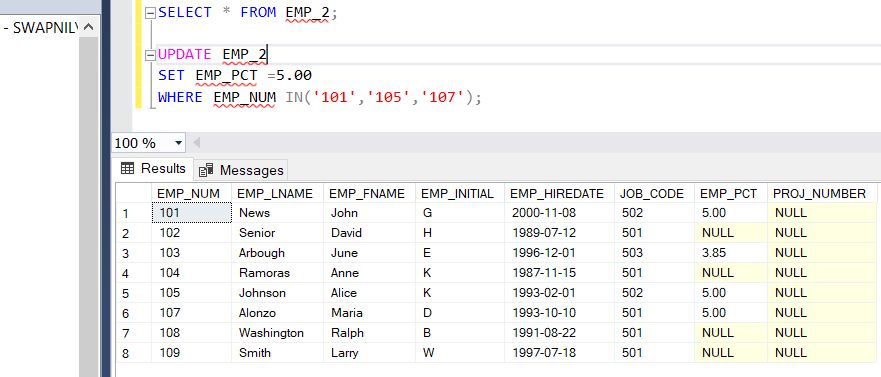 - SWAPNILV
SELECT * FROM EMP_2;
UPDATE EMP_2
SET EMP_PCT =5.00
WHERE EMP_NUM IN('101','105','107');
100 %
Results Messages
EMP_NUM EMP_LNAME EMP_FNAME EMP_INITIAL EMP_HIREDATE JOB_CODE EMP_PCT PROJ_NUMBER
1 101 News John G 2000-11-08 502 5.00 NULL
2 102 Senior David H 1989-07-12 501 NULL NULL
3 103 Arbough June E 1996-12-01 503 3.85 NULL
4 104 Ramoras Anne K 1987-11-15 501 NULL NULL
5 105 Johnson Alice K 1993-02-01 502 5.00 NULL
6 107 Alonzo Maria D 1993-10-10 501 5.00 NULL
7 108 Washington Ralph B 1991-08-22 501 NULL NULL
8 109 Smith Larry W 1997-07-18 501 NULL NULL